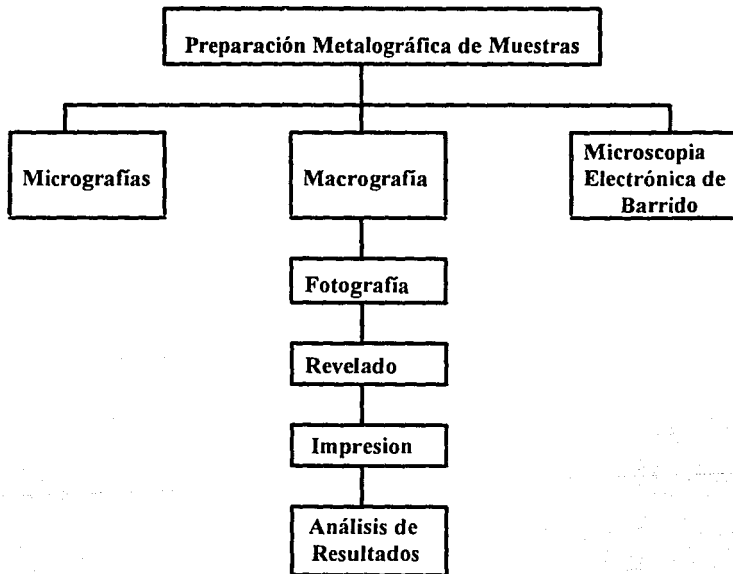 Preparación Metalográfica de Muestras
Micrografías
Macrografía
Microscopia
Electrónica de
Barrido
Fotografía
Revelado
Impresion
Análisis de
Resultados